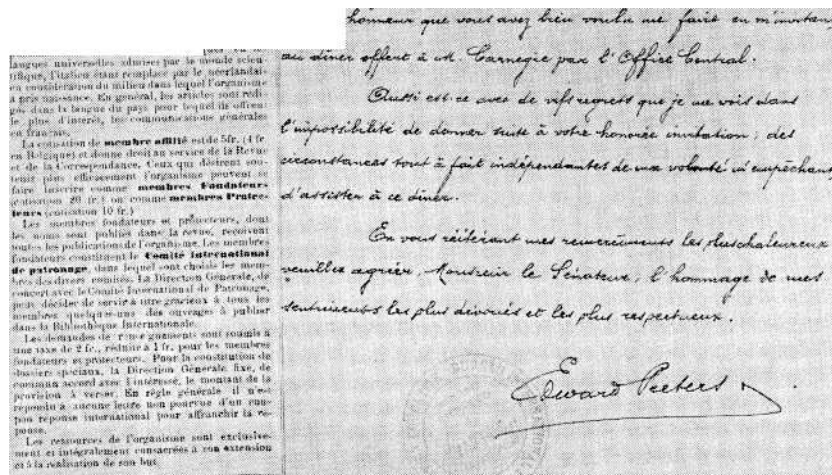 langues universelles admises par le monde scien-
tifique, l'italien étant remplacé par le néerlandais
en considération du milieu dans lequel l'organisme
a pris naissance. En général, les articles sont rédi-
gés dans la langue du pays pour lequel ils offrent
le plus d'intérêt, les communications générales
en français.
La cotisation de membre affilié est de 5fr. (4 fr.
en Belgique) et donne droit au service de la Revue
et de la Correspondance. Ceux qui désirent sou-
tenir plus efficacement l'organisme peuvent se
faire inscrire comme membres Fondateurs
(cotisation 20 fr.) ou comme membres Protec-
teurs (cotisation 10 fr.)
Les membres fondateurs et protecteurs, dont
les noms sont publiés dans la revue, reçoivent
toutes les publications de l'organisme. Les membres
fondateurs constituent le Comité international
de patronage, dans lequel sont choisis les mem-
bres des divers comités. La Direction Générale, de
concert avec le Comité International de Patronage,
peut décider de servir à titre gracieux à tous les
membres quelques-uns des ouvrages à publier
dans la Bibliothèque Internationale.
Les demandes de renseignements sont soumis à
une taxe de 2 fr., réduite à 1 fr. pour les membres
fondateurs et protecteurs. Pour la constitution de
dossiers spéciaux, la Direction Générale fixe, de
commun accord avec l'intéressé, le montant de la
provision à verser. En règle générale il n'est
répondu à aucune lettre non pourvue d'un cou-
pon réponse international pour affranchir la ré-
ponse.
Les ressources de l'organisme sont exclusive-
ment et intégralement consacrées à son extension
et à la réalisation de son but.
honneur que vous avez bien voulu me faire en m'invitant
au dîner offert à M. Carnegie par l'Office Central.
Aussi est-ce avec de vifs regrets que je me vois dans
l'impossibilité de donner suite à votre honorée invitation; des
circonstances tout à fait indépendantes de ma volonté m'empêchant
d'assister à ce dîner.
En vous réitérant mes remerciements les plus chaleureux
veuillez agréer, Monsieur le Sénateur, l'hommage de mes
sentiments les plus dévoués et les plus respectueux.
Edward Peeters